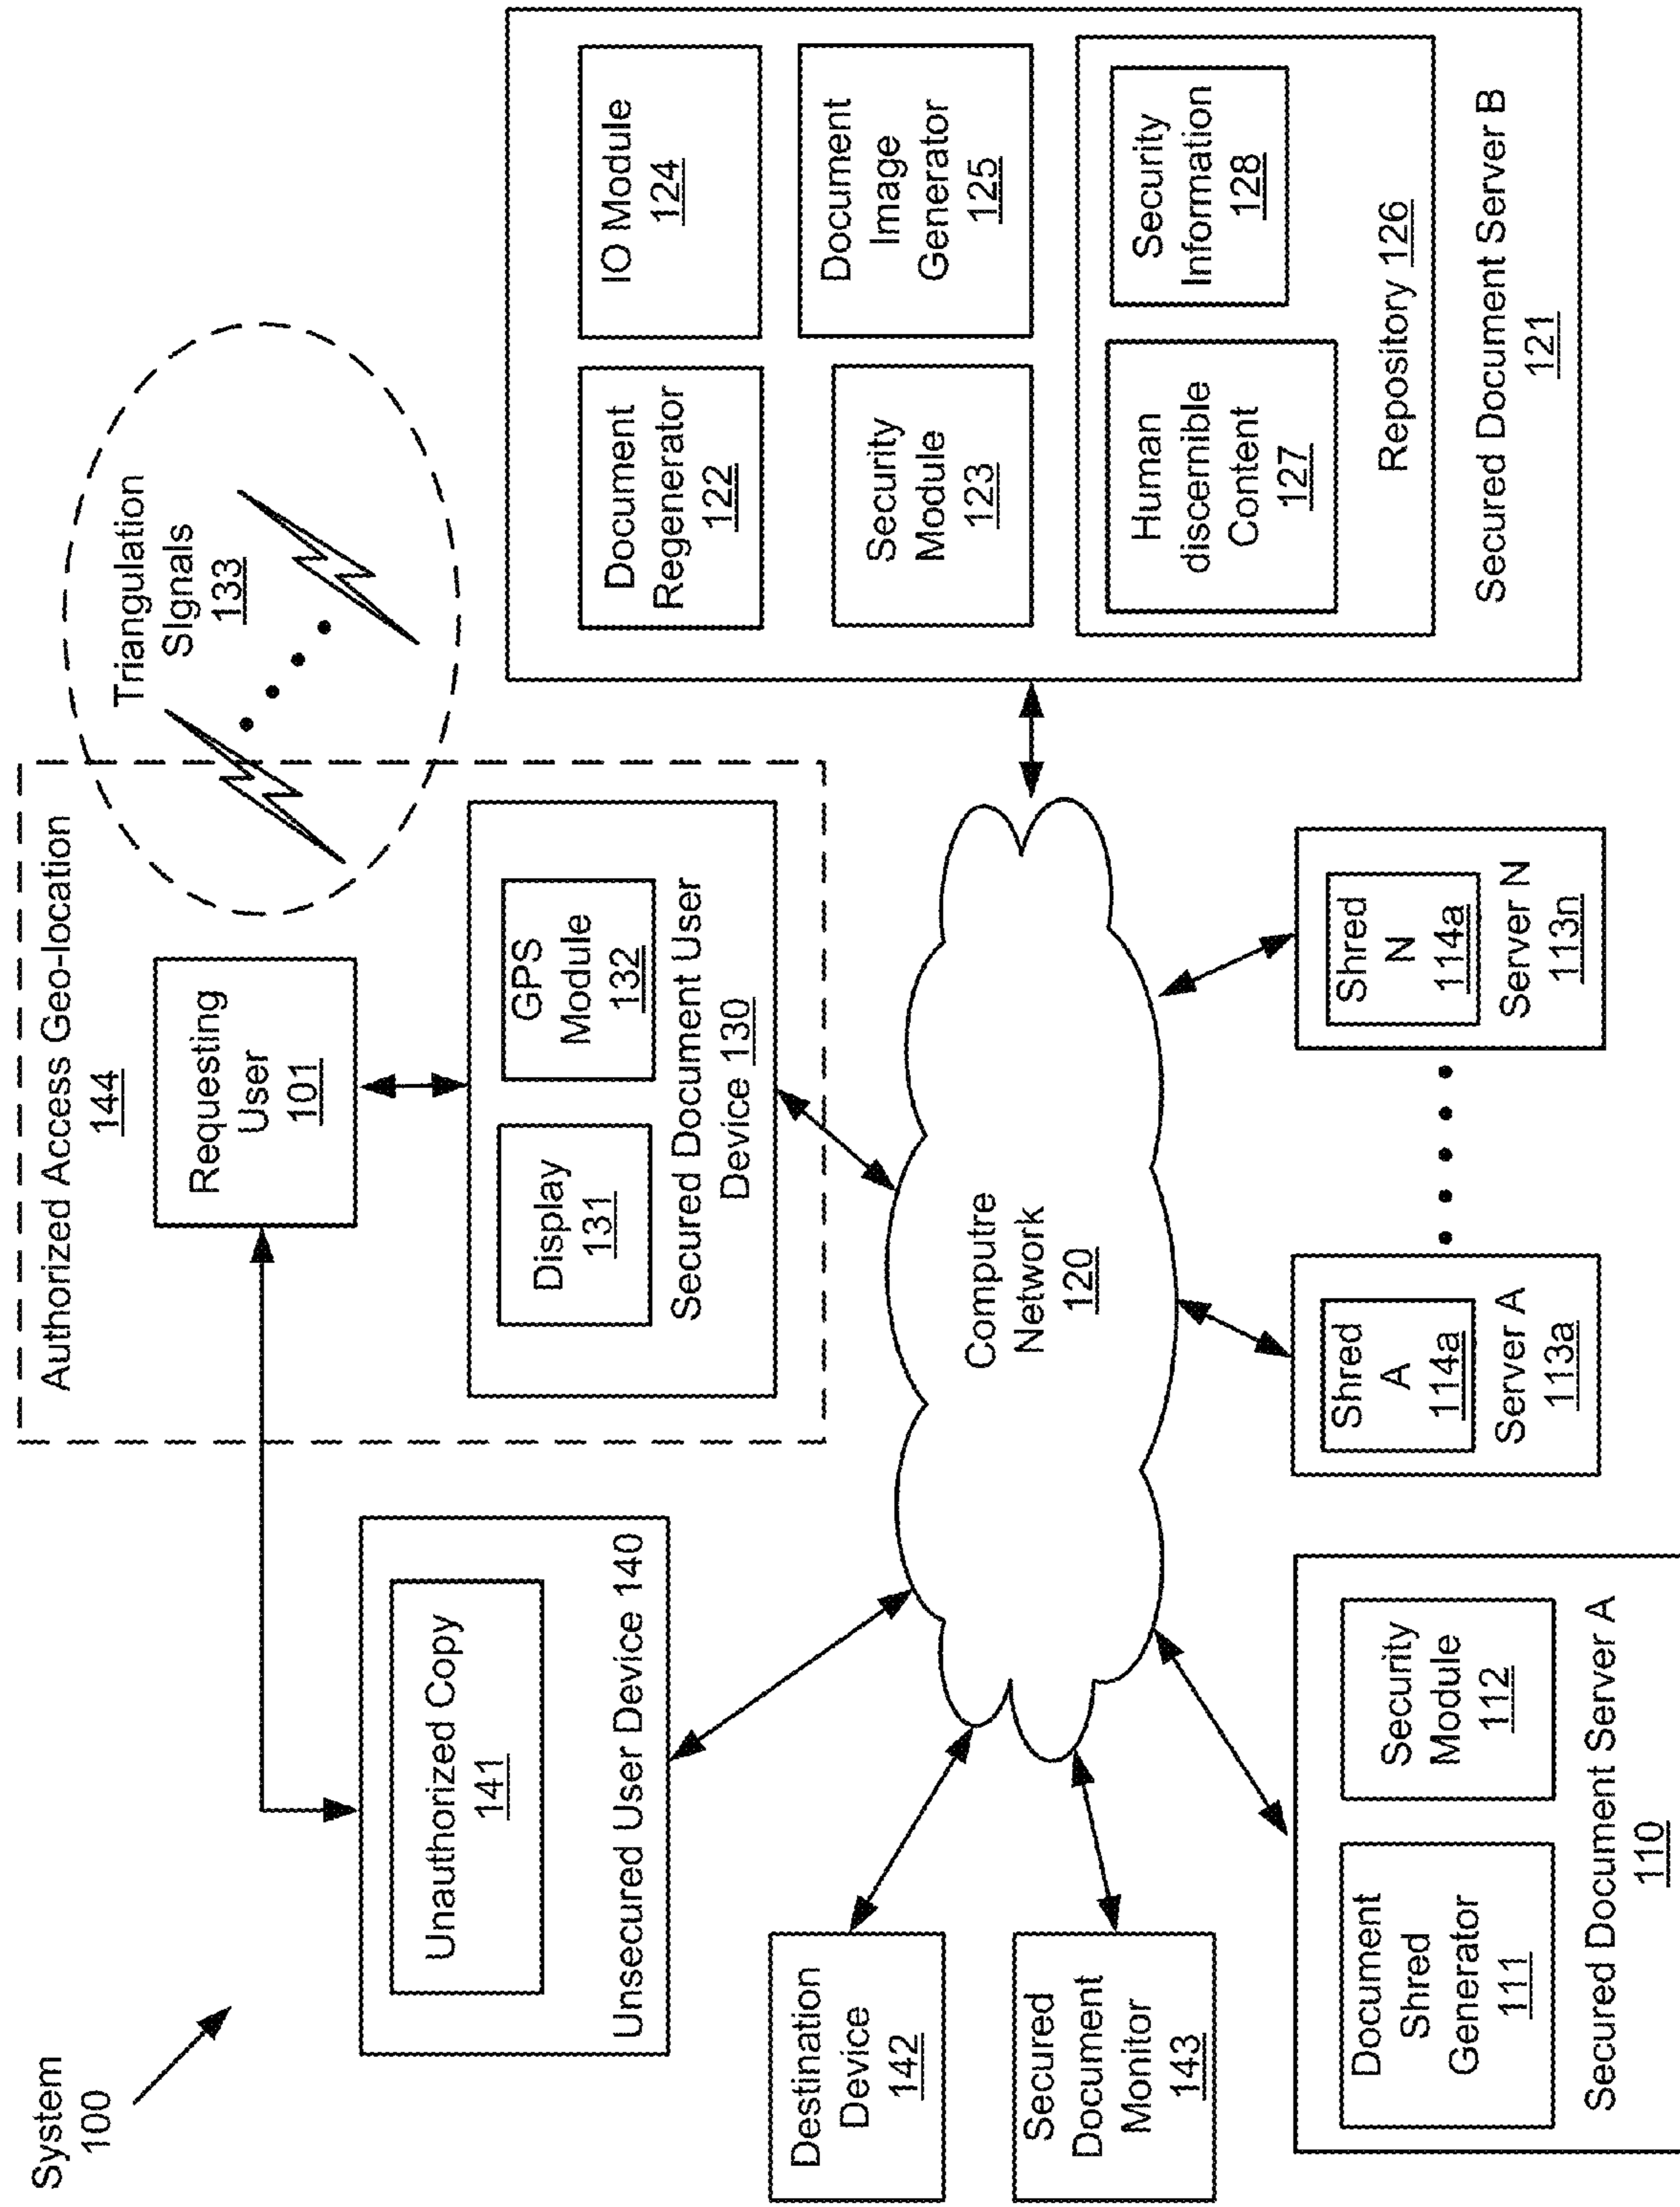 System
100
Unauthorized Copy
141
Unsecured User Device 140
Destination
Device
142
Secured
Document
Monitor
143
Document
Shred
Generator
111
Security
Module
112
Secured Document Server A
110
Authorized Access Geo-location
144
Requesting
User
101
Display
131
GPS
Module
132
Secured Document User
Device 130
Computre
Network
120
Shred
A
114a
Server A
113a
Shred
N
114a
Server N
113n
Triangulation
SIgnals
133
Document
Regenerator
122
IO Module
124
Security
Module
123
Document
Image
Generator
125
Human
discernible
Content
127
Security
Information
128
Repository 126
Secured Document Server B
121